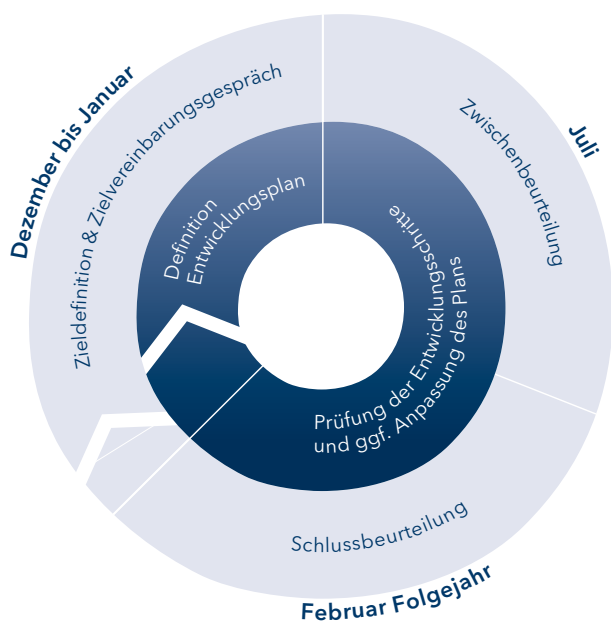 Dezember bis Januar
Zieldefinition & Zielvereinbarungsgespräch
Definition
Entwicklungsplan
Juli
Zwischenbeurteilung
Prüfung der Entwicklungsschritte
und ggf. Anpassung des Plans
Schlussbeurteilung
Februar Folgejahr